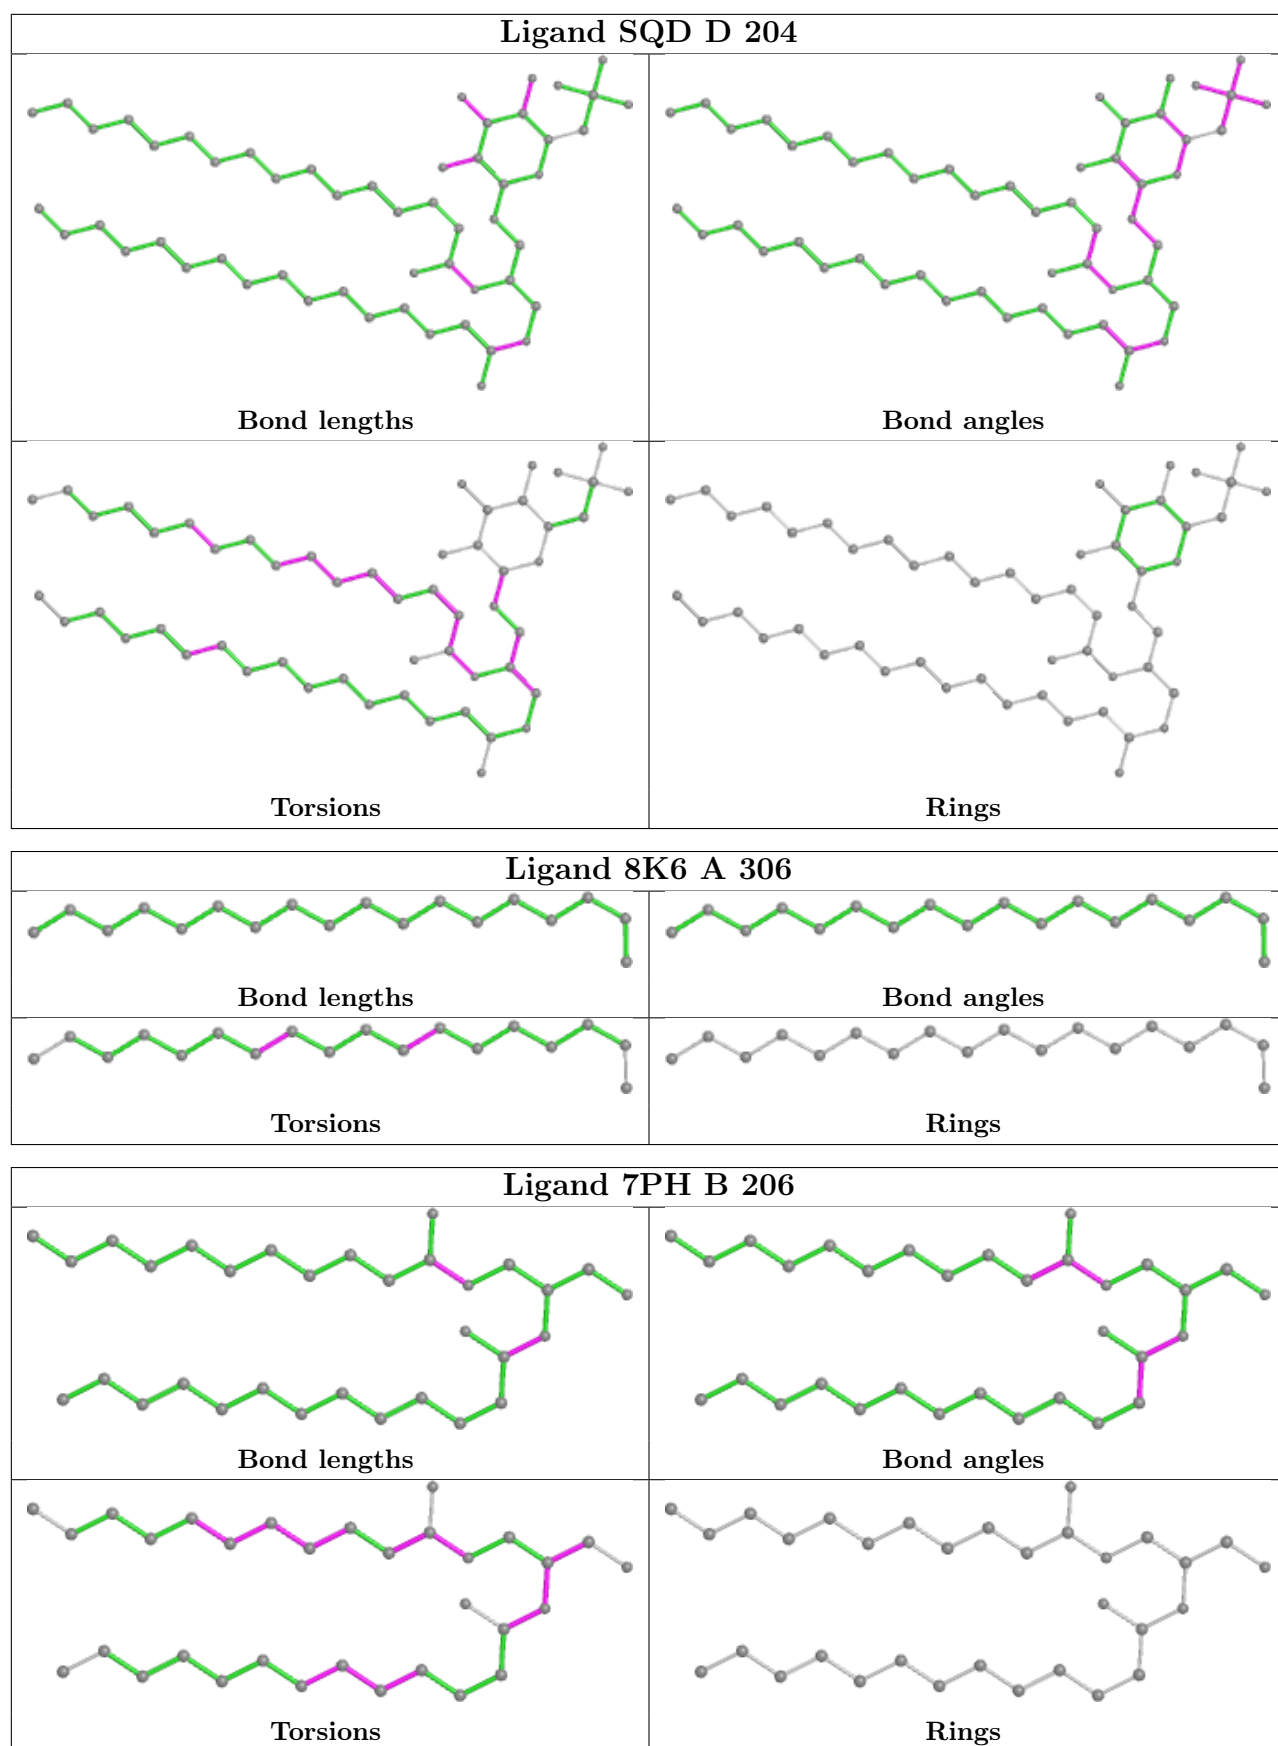 Ligand SQD D 204
Bond lengths
Bond angles
Torsions
Rings
Ligand 8K6 A 306
Bond lengths
Bond angles
Torsions
Rings
Ligand 7PH B 206
Bond lengths
Bond angles
Torsions
Rings